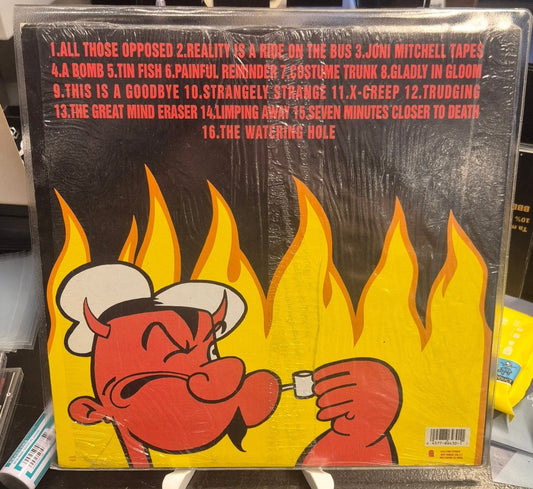 1.ALL THOSE OPPOSED 2.REALITY IS A RIDE ON THE BUS 3.JONI MITCHELL TAPES
4.A BOMB 5.TIN FISH 6.PAINFUL REMINDER 7.COSTUME TRUNK 8.GLADLY IN GLOOM
9.THIS IS A GOODBYE 10.STRANGELY STRANGE 11.X-CREEP 12.TRUDGING
13.THE GREAT MIND ERASER 14.LIMPING AWAY 15.SEVEN MINUTES CLOSER TO DEATH
16.THE WATERING HOLE